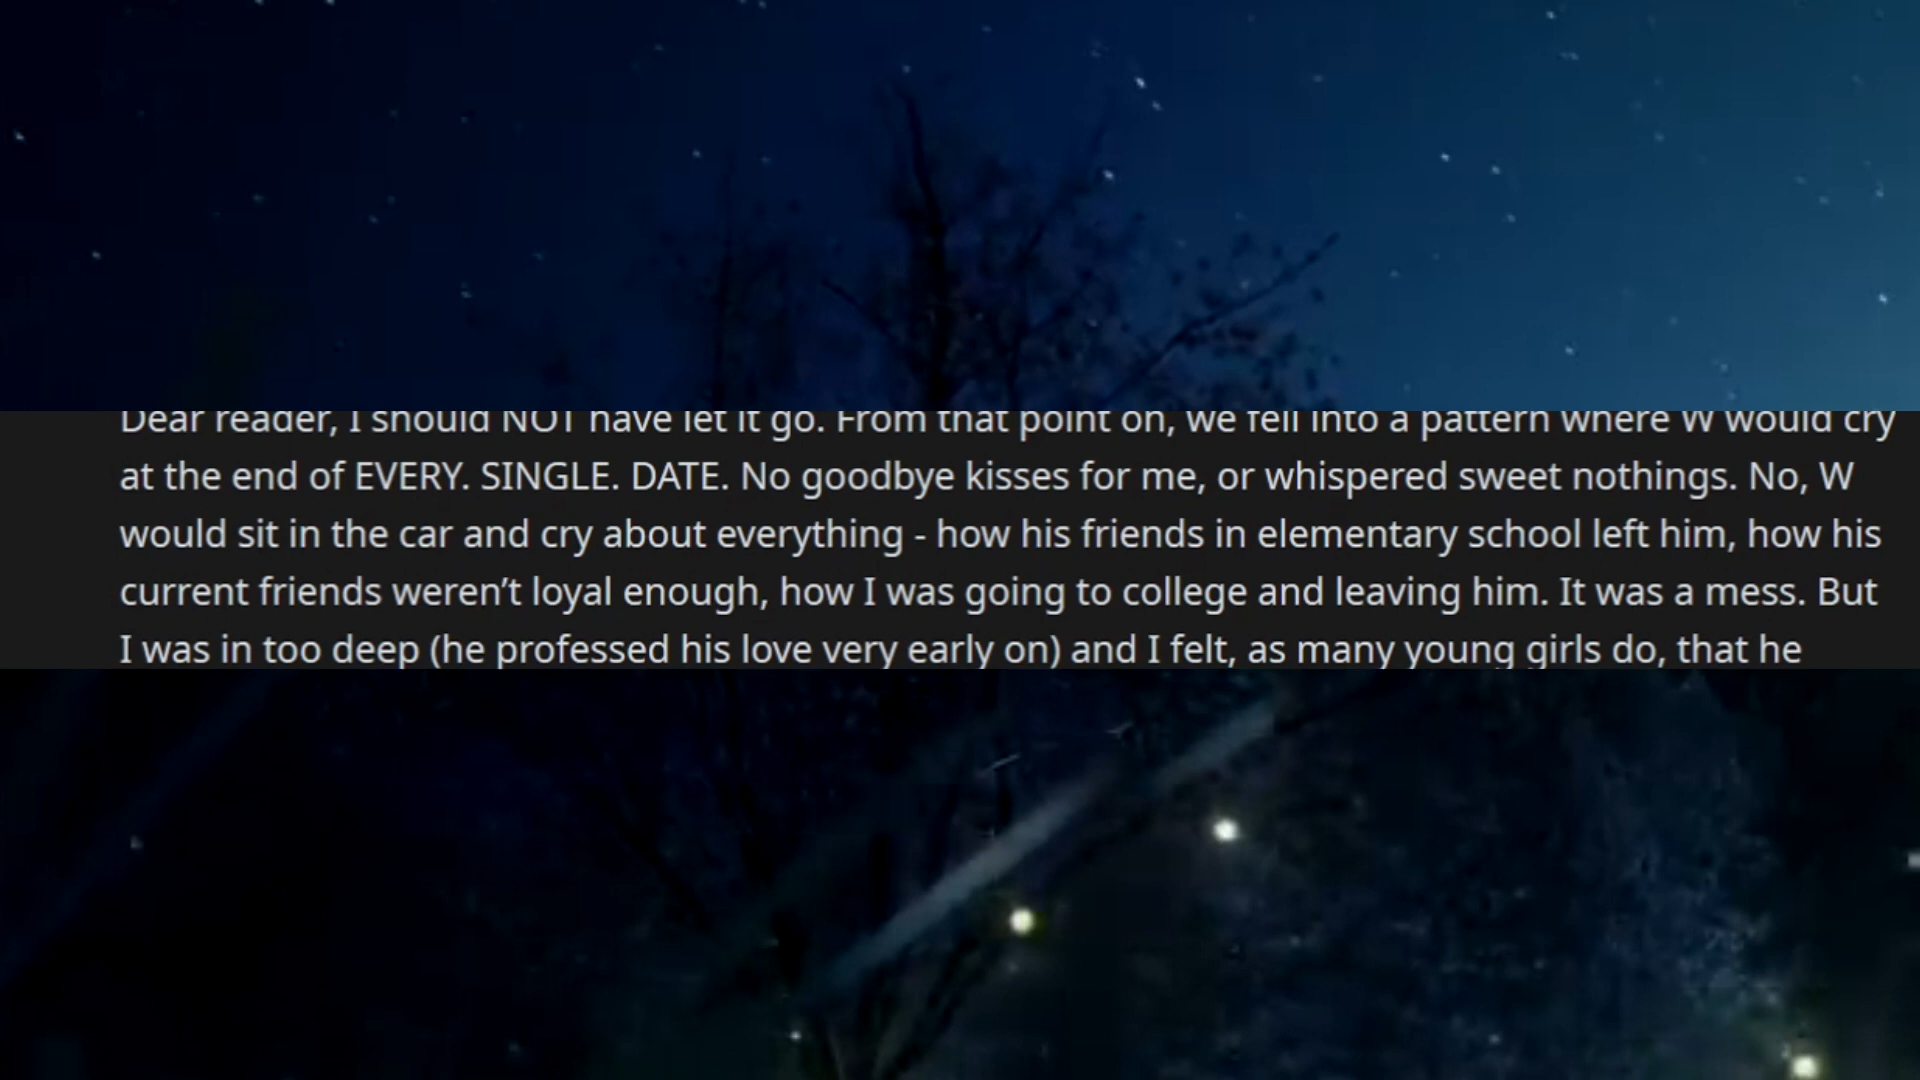 Dear reader, I should NOT have let it go. From that point on, we fell into a pattern where W would cry
at the end of EVERY. SINGLE. DATE. No goodbye kisses for me, or whispered sweet nothings. No, W
would sit in the car and cry about everything - how his friends in elementary school left him, how his
current friends weren’t loyal enough, how I was going to college and leaving him. It was a mess. But
I was in too deep (he professed his love very early on) and I felt, as many young girls do, that he